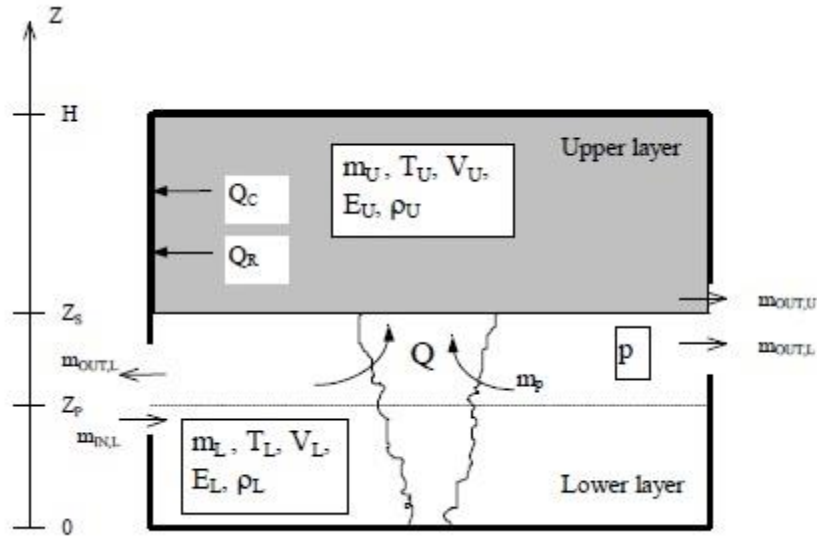 Z
H
Upper layer
m_U , T_U, V_U,
E_U, ρ_U
Q_C
Q_R
m_OUT,U
Z_S
m_OUT,L
Q
p
m_OUT,L
m_p
Z_P
m_IN,L
m_L , T_L, V_L,
E_L, ρ_L
Lower layer
0